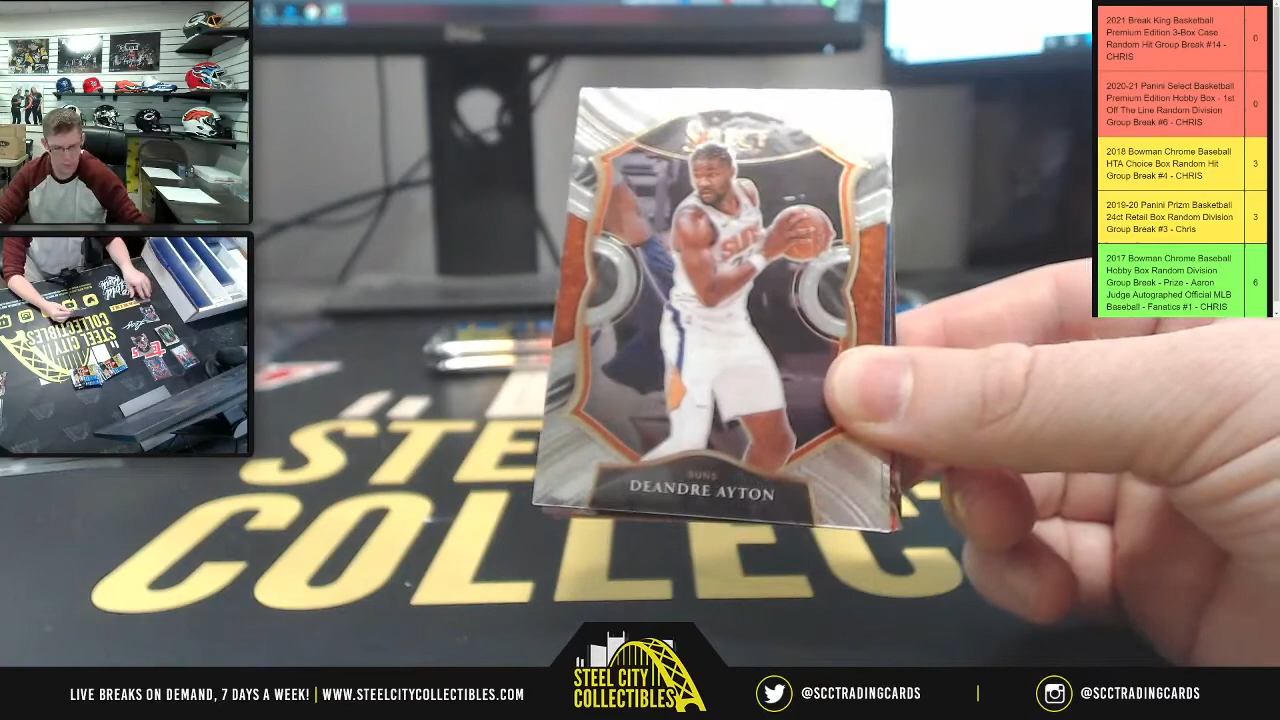 2021 Break King Basketball
Premium Edition 3-Box Case
Random Hit Group Break #14 -
CHRIS
0
2020-21 Panini Select Basketball
Premium Edition Hobby Box - 1st
Off The Line Random Division
Group Break #6 - CHRIS
0
2018 Bowman Chrome Baseball
HTA Choice Box Random Hit
Group Break #4 - CHRIS
3
2019-20 Panini Prizm Basketball
24ct Retail Box Random Division
Group Break #3 - Chris
3
2017 Bowman Chrome Baseball
Hobby Box Random Division
Group Break - Prize - Aaron
Judge Autographed Official MLB
Baseball - Fanatics #1 - CHRIS
6
DELL
SELECT
SUNS
SUNS
DEANDRE AYTON
STE
COLLEC
STEEL CITY
COLLECTIBLES
LIVE BREAKS ON DEMAND, 7 DAYS A WEEK! | WWW.STEELCITYCOLLECTIBLES.COM
STEEL CITY
COLLECTIBLES
@SCCTRADINGCARDS | @SCCTRADINGCARDS